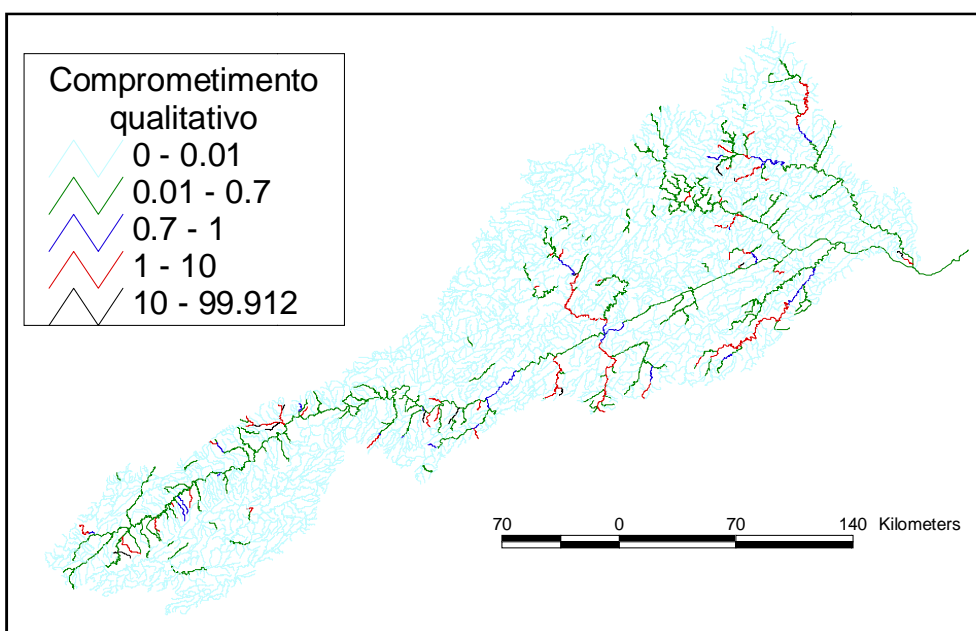 Comprometimento
qualitativo
0 - 0.01
0.01 - 0.7
0.7 - 1
1 - 10
10 - 99.912
70 0 70 140 Kilometers